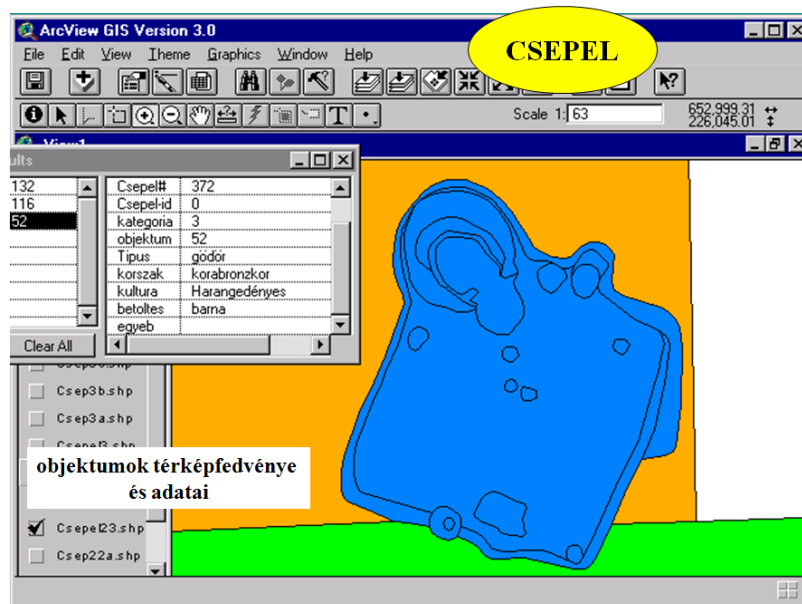 ArcView GIS Version 3.0
CSEPEL
File Edit View Theme Graphics Window Help
Scale 1: 63
652,999.31
226,045.01
View1
ults
132
116
52
Csepel# 372
Csepel-id 0
kategoria 3
objektum 52
Tipus gödör
korszak korabronzkor
kultura Harangedényes
betoltes barna
egyeb
Clear All
Csep3b.shp
Csep3a.shp
objektumok térképfedvénye
és adatai
Csepel23.shp
Csep22a.shp